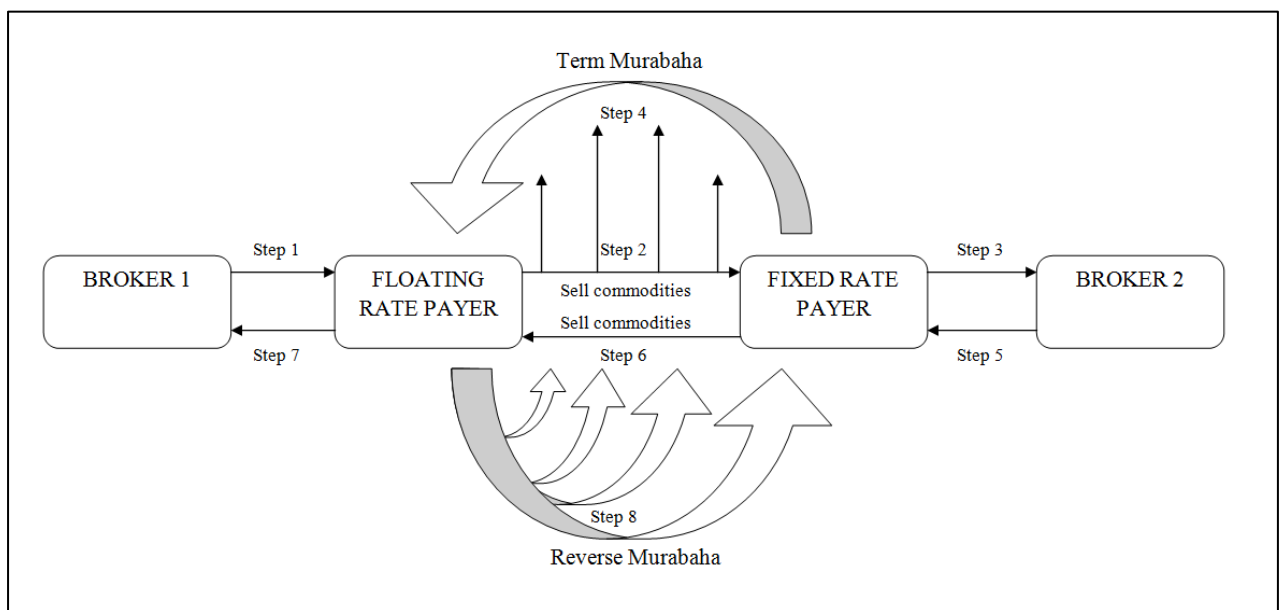 Term Murabaha
Step 4
Step 1
Step 2
Step 3
BROKER 1
FLOATING
RATE PAYER
Sell commodities
FIXED RATE
PAYER
BROKER 2
Sell commodities
Step 7
Step 6
Step 5
Step 8
Reverse Murabaha